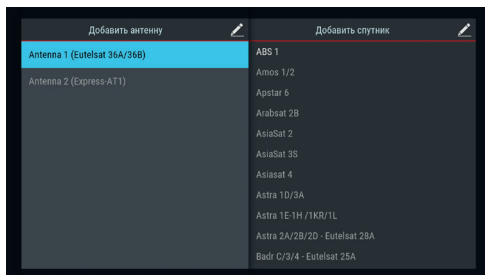 Добавить антенну
Antenna 1 (Eutelsat 36A/36B)
Antenna 2 (Express-AT1)
Добавить спутник
ABS 1
Amos 1/2
Apstar 6
Arabsat 2B
AsiaSat 2
AsiaSat 3S
Asiasat 4
Astra 1D/3A
Astra 1E-1H /1KR/1L
Astra 2A/2B/2D - Eutelsat 28A
Badr C/3/4 - Eutelsat 25A